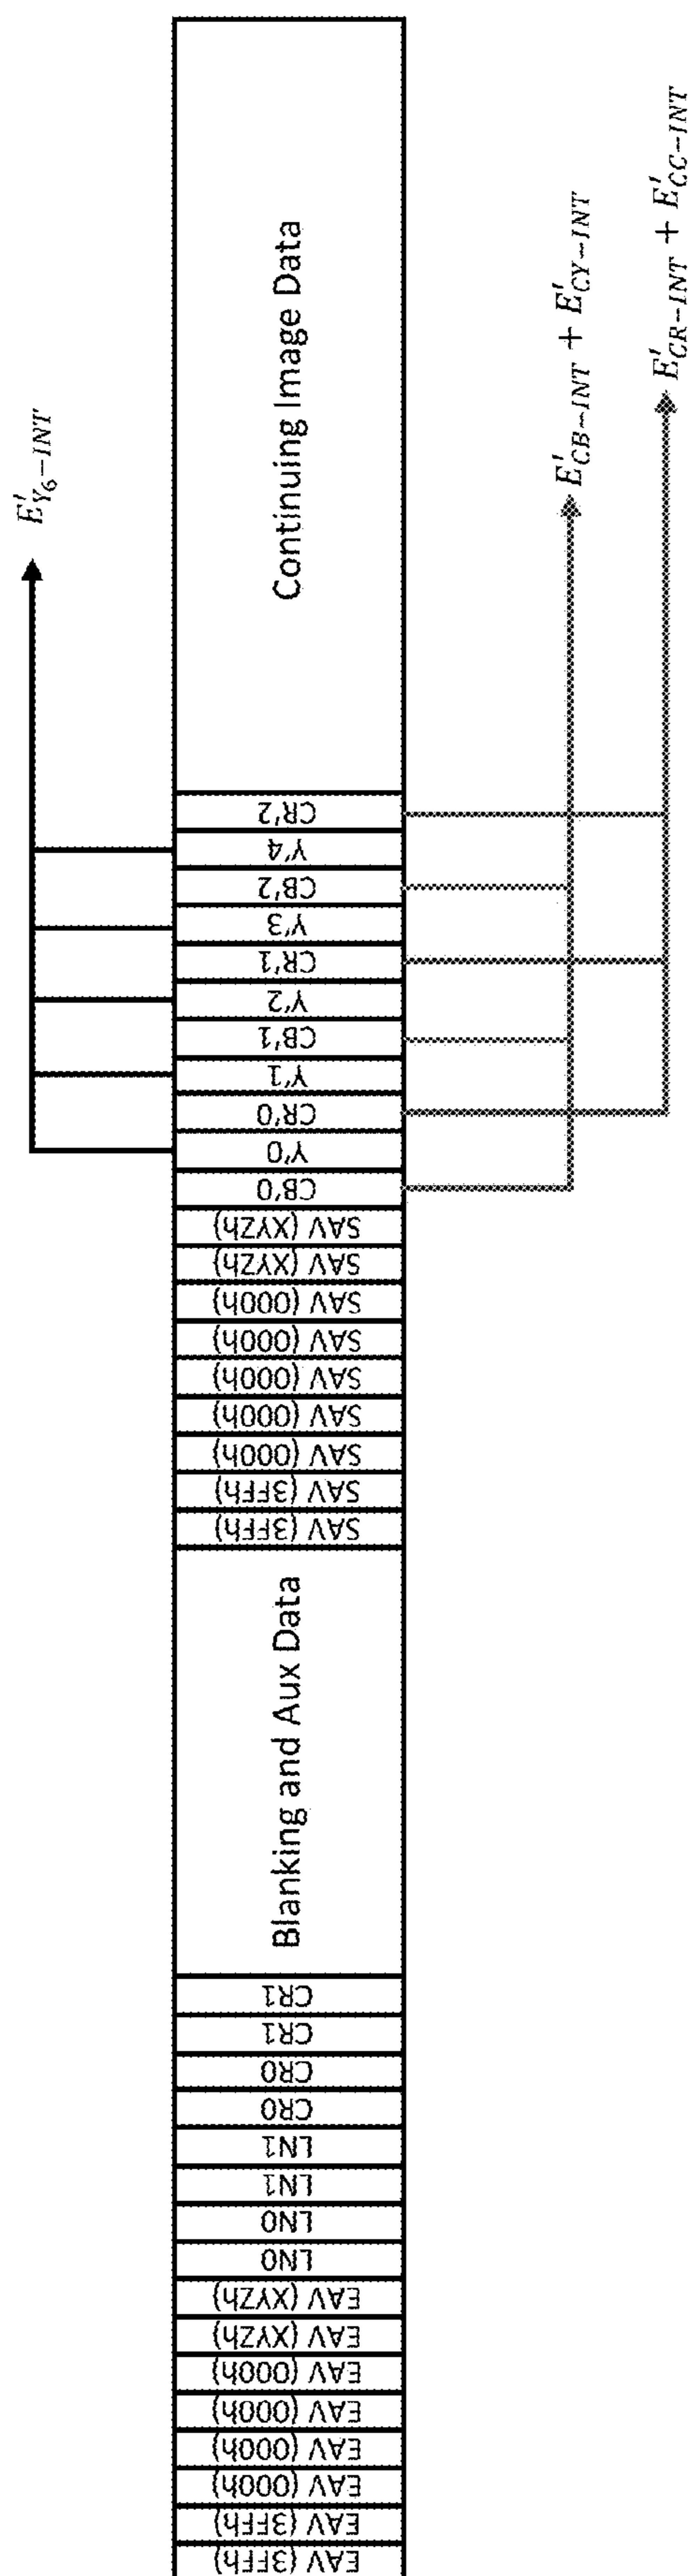 E'Y6-INT
Continuing Image Data
E'CB-INT + E'CY-INT
E'CR-INT + E'CC-INT
CR'2
Y'4
CB'2
Y'3
CR'1
Y'2
CB'1
Y'1
CR'0
Y'0
CB'0
SAV (XYZh)
SAV (XYZh)
SAV (000h)
SAV (000h)
SAV (000h)
SAV (000h)
SAV (000h)
SAV (3FFh)
SAV (3FFh)
Blanking and Aux Data
CR1
CR1
CR0
CR0
LN1
LN1
LN0
LN0
EAV (XYZh)
EAV (XYZh)
EAV (000h)
EAV (000h)
EAV (000h)
EAV (000h)
EAV (3FFh)
EAV (3FFh)